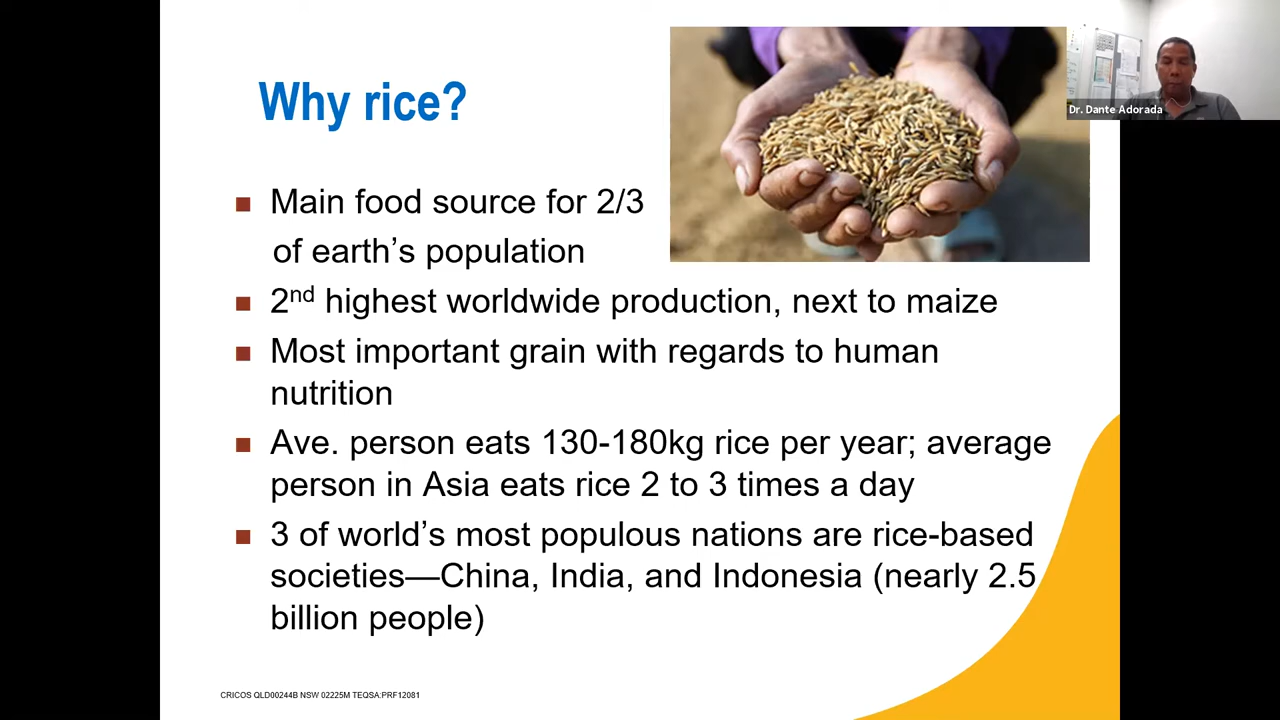 Why rice?
Dr. Dante Adorada
Main food source for 2/3
of earth’s population
2nd highest worldwide production, next to maize
Most important grain with regards to human
nutrition
Ave. person eats 130-180kg rice per year; average
person in Asia eats rice 2 to 3 times a day
3 of world’s most populous nations are rice-based
societies—China, India, and Indonesia (nearly 2.5
billion people)
CRICOS QLD00244B NSW 02225M TEQSA:PRF12081